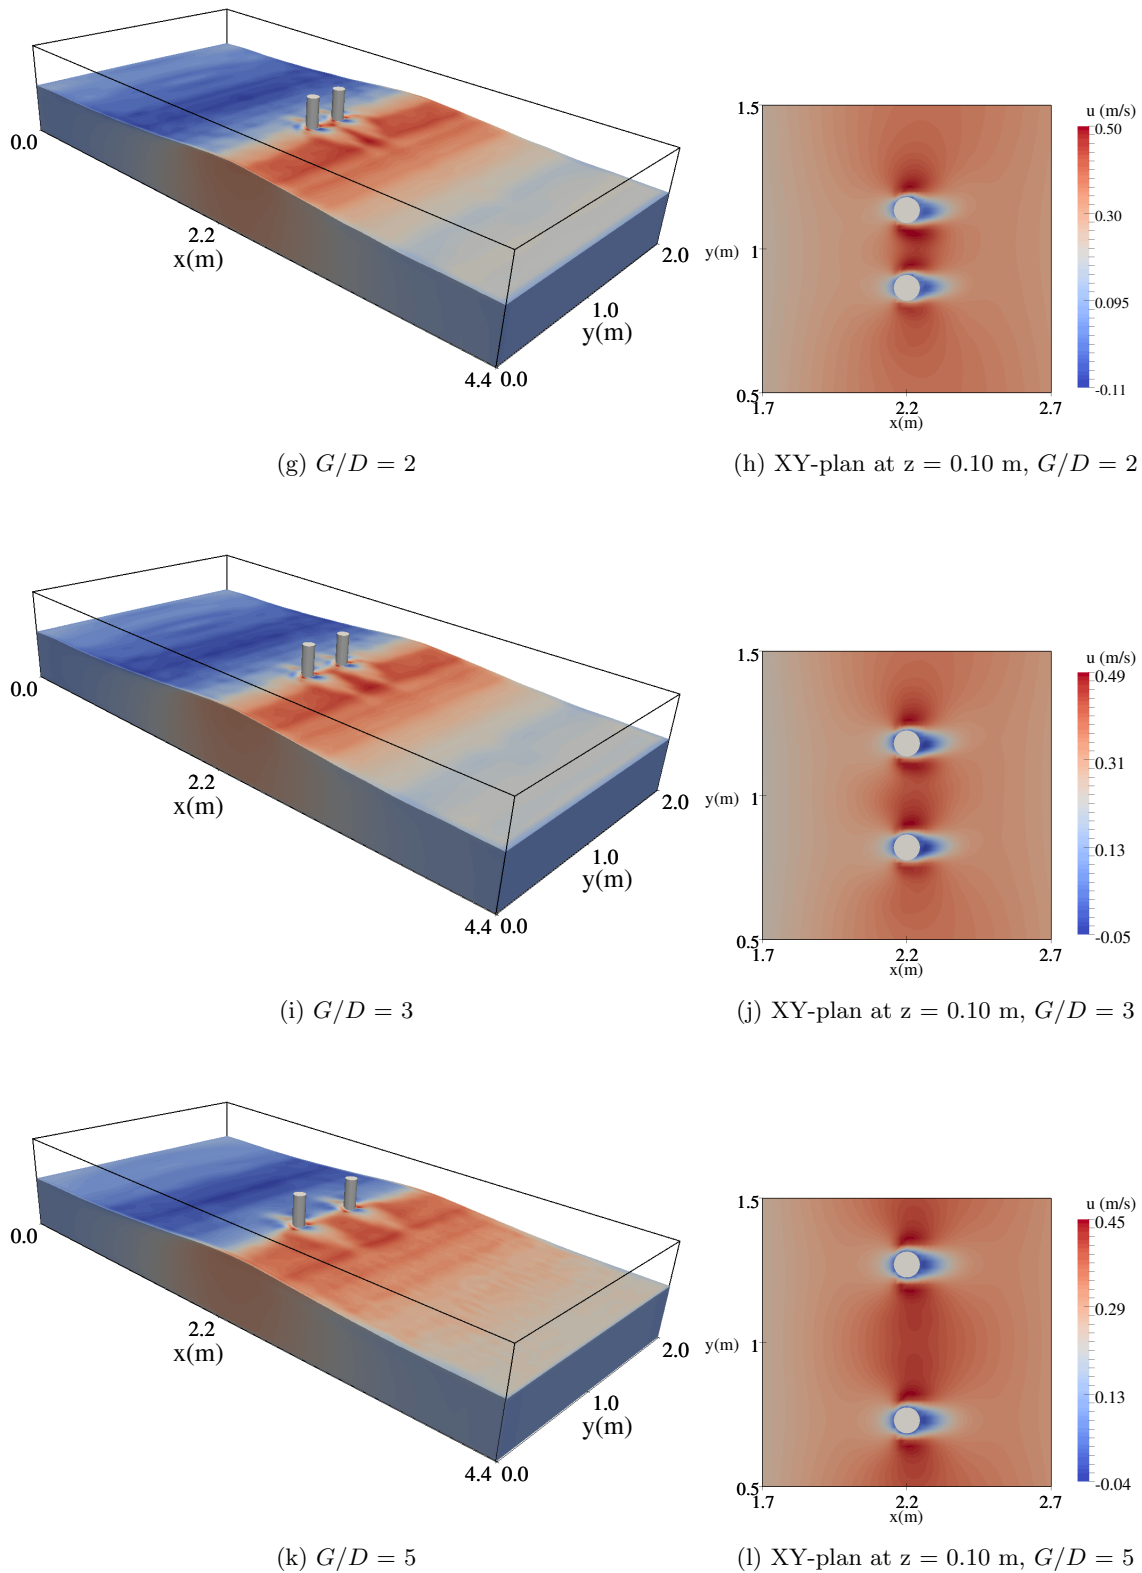 0.0
2.2
x(m)
4.4 0.0
1.0
y(m)
2.0
1.5
y(m) 1
0.5
1.7
2.2
x(m)
2.7
u (m/s)
0.50
0.30
0.095
-0.11
(g) G/D = 2
(h) XY-plan at z = 0.10 m, G/D = 2
0.0
2.2
x(m)
4.4 0.0
1.0
y(m)
2.0
1.5
y(m) 1
0.5
1.7
2.2
x(m)
2.7
u (m/s)
0.49
0.31
0.13
-0.05
(i) G/D = 3
(j) XY-plan at z = 0.10 m, G/D = 3
0.0
2.2
x(m)
4.4 0.0
1.0
y(m)
2.0
1.5
y(m) 1
0.5
1.7
2.2
x(m)
2.7
u (m/s)
0.45
0.29
0.13
-0.04
(k) G/D = 5
(l) XY-plan at z = 0.10 m, G/D = 5